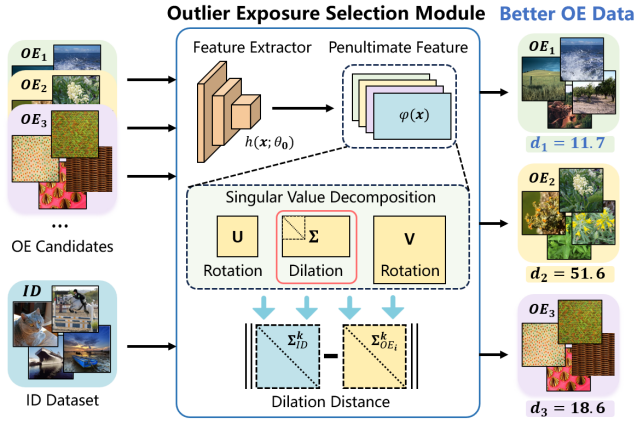 Outlier Exposure Selection Module
Better OE Data
OE1
OE2
OE3
...
OE Candidates
ID
ID Dataset
Feature Extractor
h(x; θ0)
Penultimate Feature
φ(x)
Singular Value Decomposition
U
Σ
V
Rotation
Dilation
Rotation
Σ^k_ID
-
Σ^k_OEi
Dilation Distance
OE1
d1 = 11.7
OE2
d2 = 51.6
OE3
d3 = 18.6